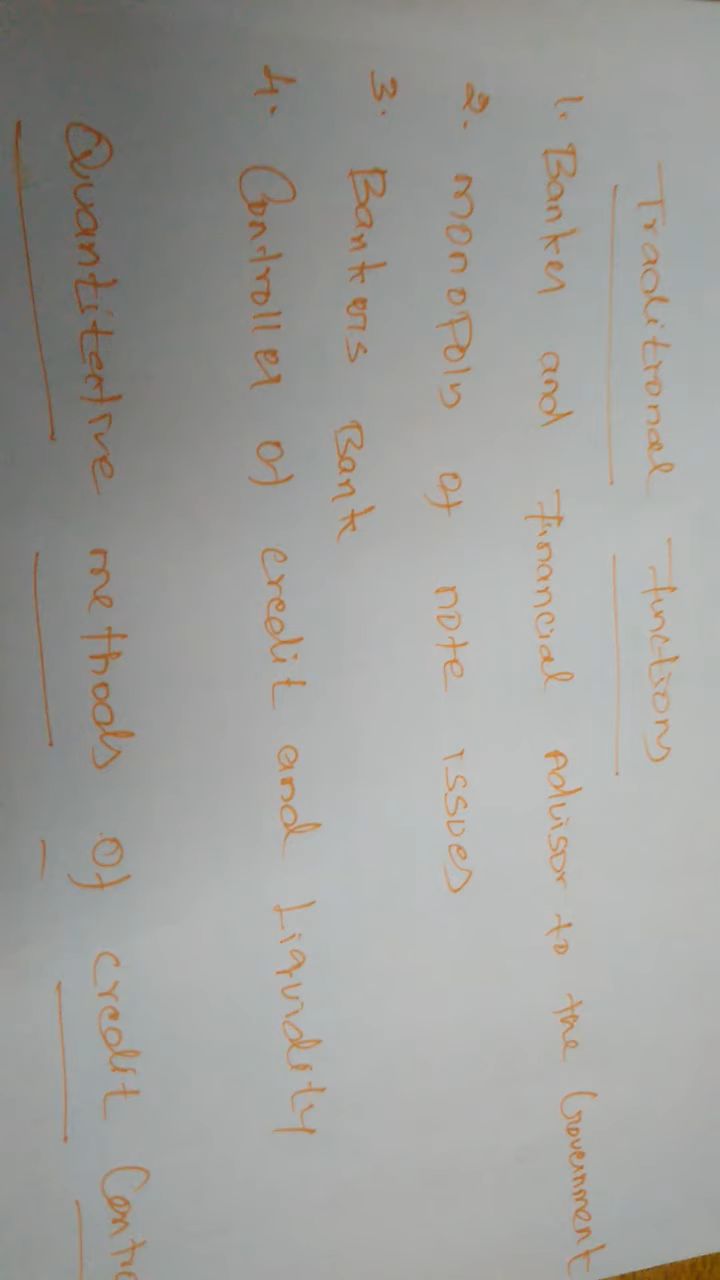 Traditional Functions
1. Banker and Financial Advisor to the Government
2. monopoly of note issues
3. Bankers Bank
4. Controller of credit and Liquidity
Quantitative methods of credit Contro